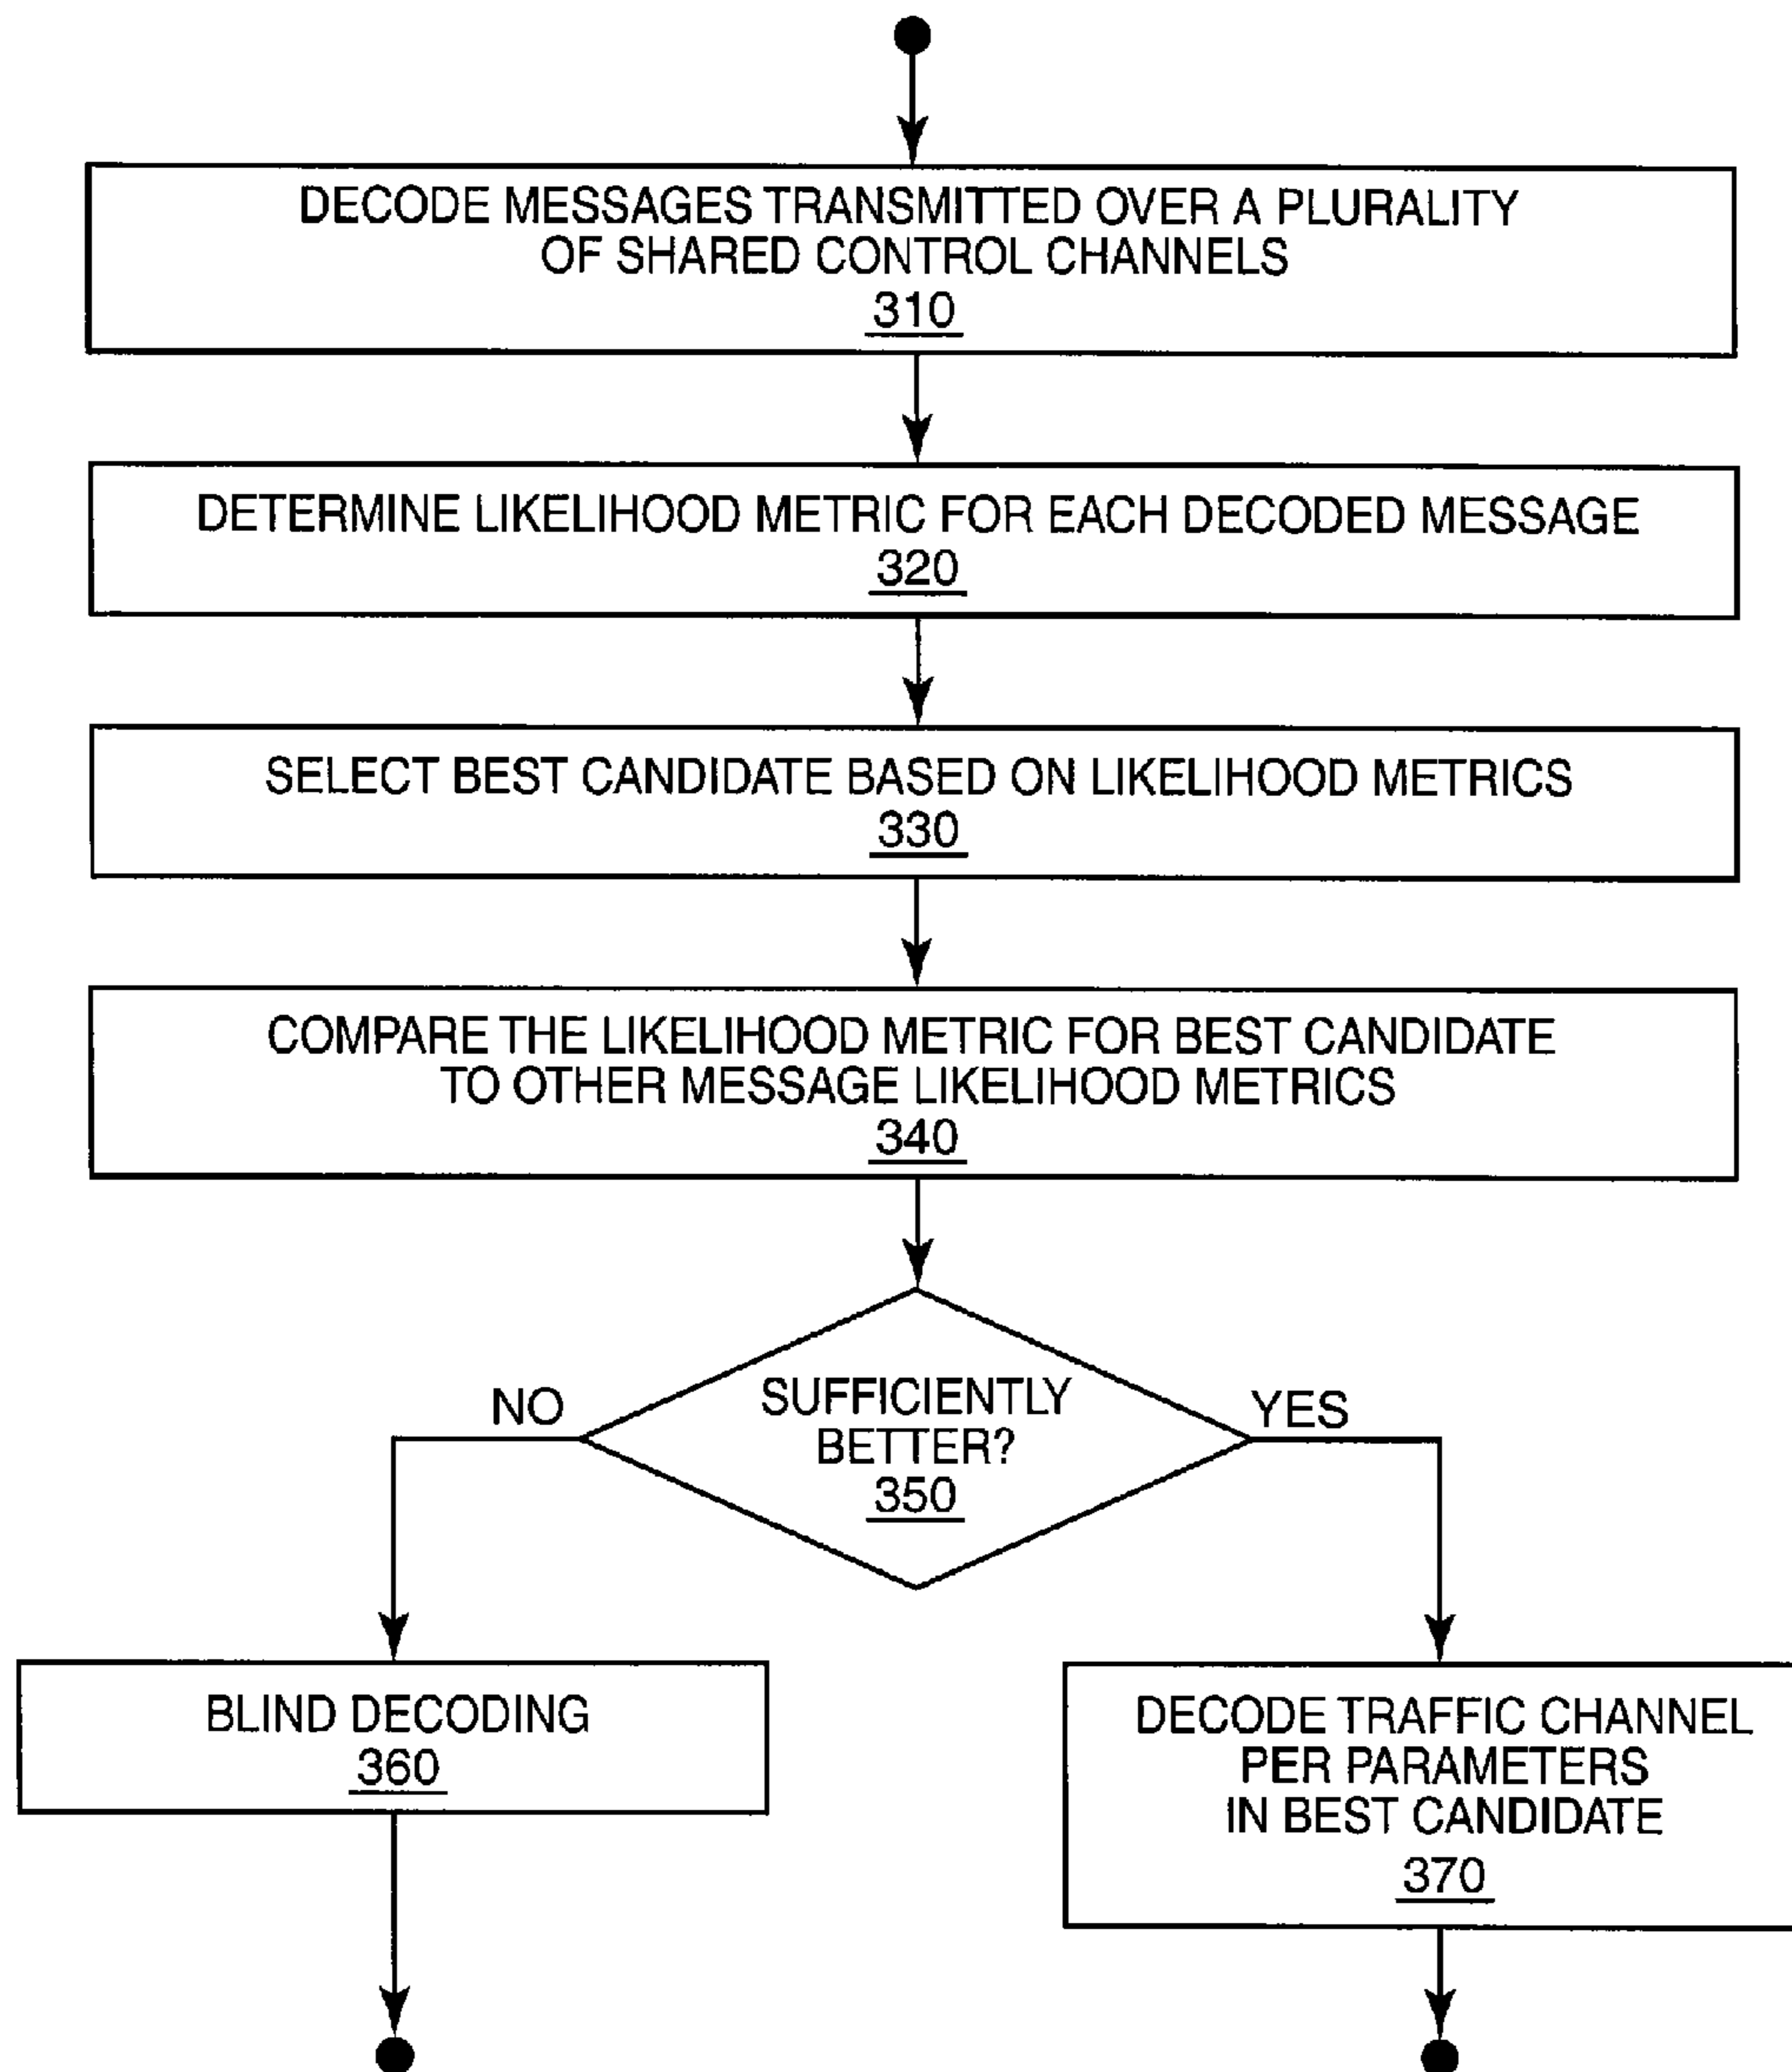 DECODE MESSAGES TRANSMITTED OVER A PLURALITY
OF SHARED CONTROL CHANNELS
310
DETERMINE LIKELIHOOD METRIC FOR EACH DECODED MESSAGE
320
SELECT BEST CANDIDATE BASED ON LIKELIHOOD METRICS
330
COMPARE THE LIKELIHOOD METRIC FOR BEST CANDIDATE
TO OTHER MESSAGE LIKELIHOOD METRICS
340
NO
SUFFICIENTLY
BETTER?
350
YES
BLIND DECODING
360
DECODE TRAFFIC CHANNEL
PER PARAMETERS
IN BEST CANDIDATE
370